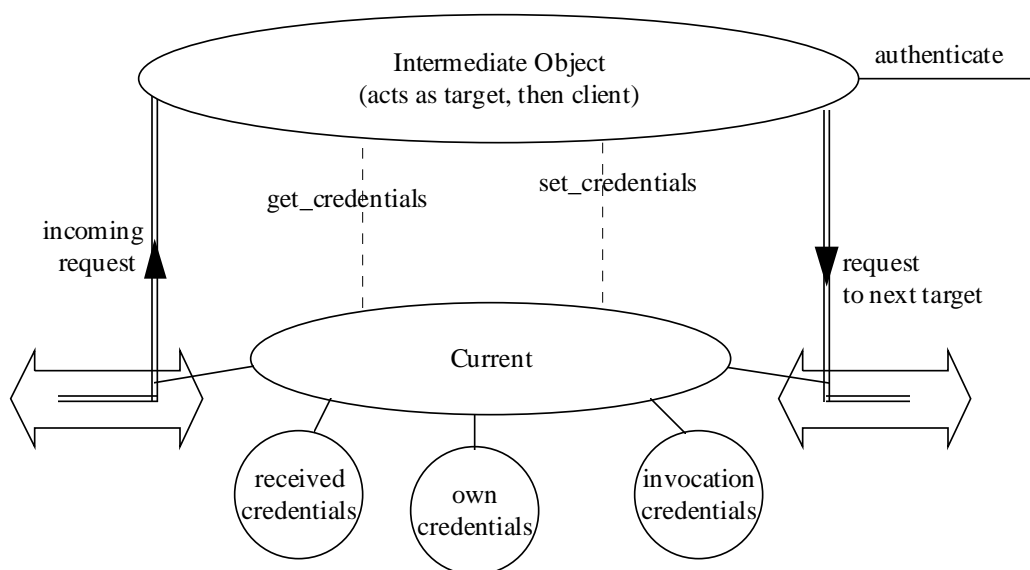 Intermediate Object
(acts as target, then client)
authenticate
get_credentials
set_credentials
incoming
request
request
to next target
Current
received
credentials
own
credentials
invocation
credentials